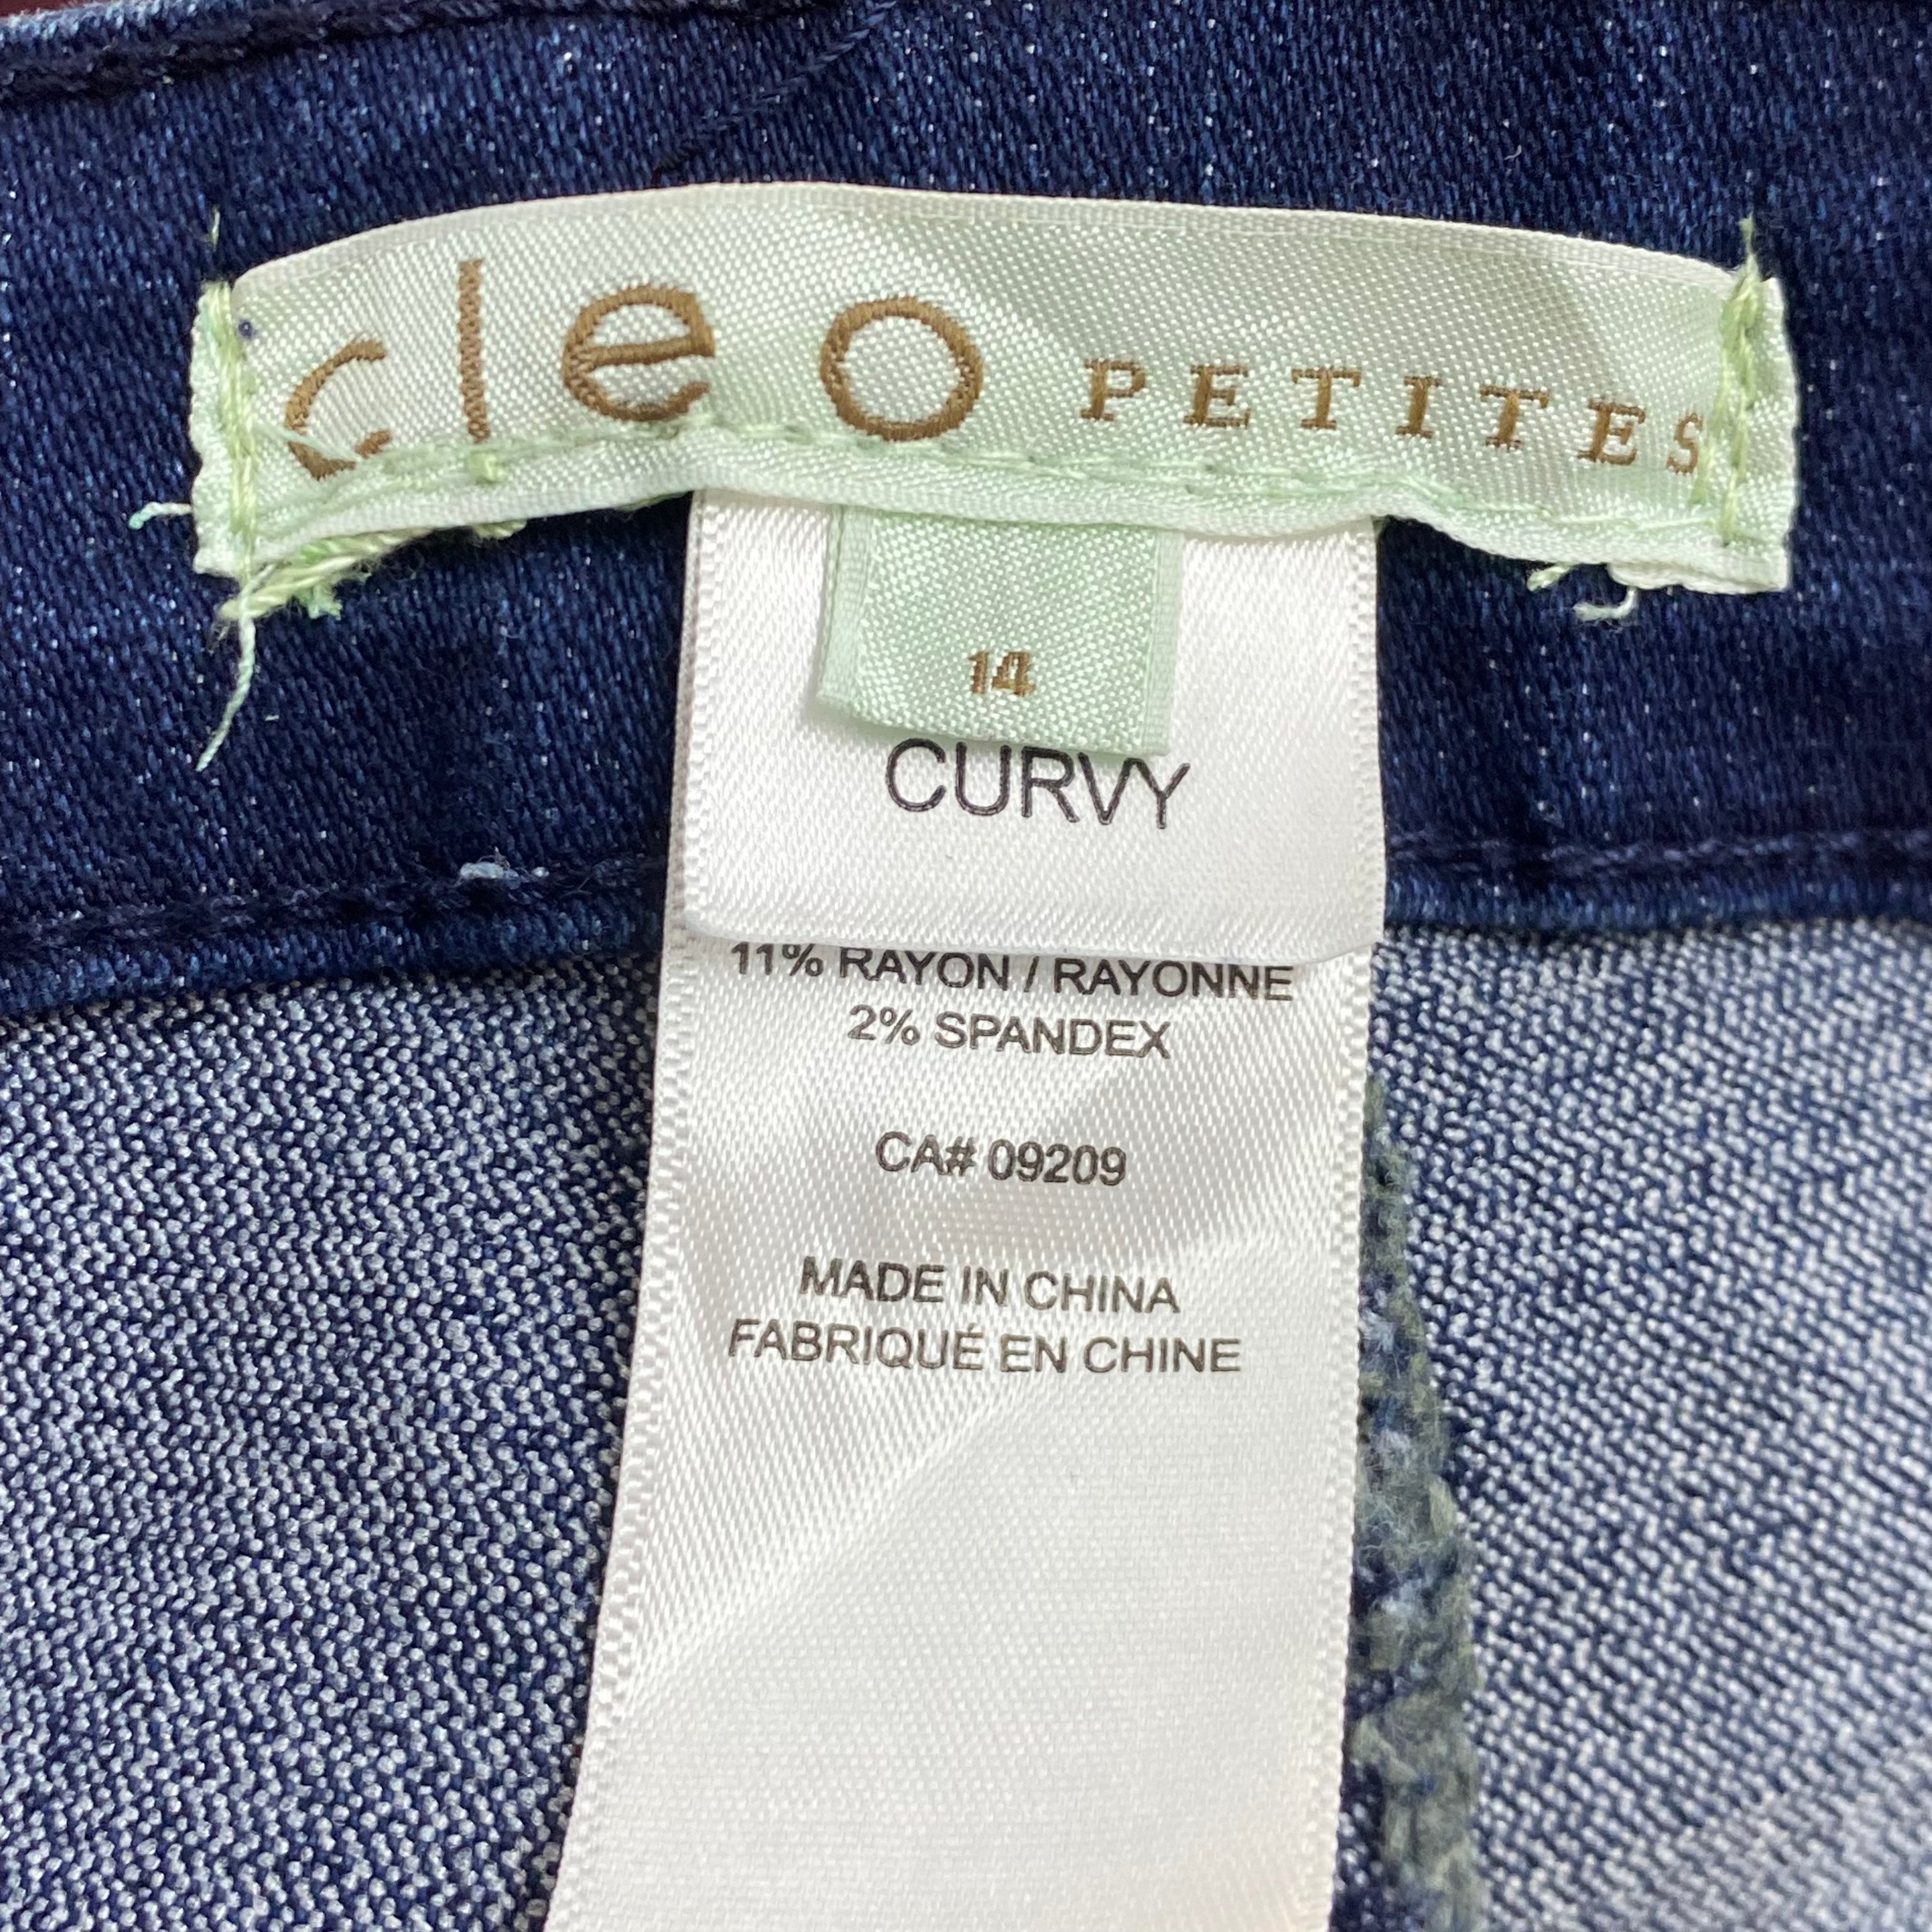 cleo PETITES
14
CURVY
11% RAYON / RAYONNE
2% SPANDEX
CA# 09209
MADE IN CHINA
FABRIQUÉ EN CHINE